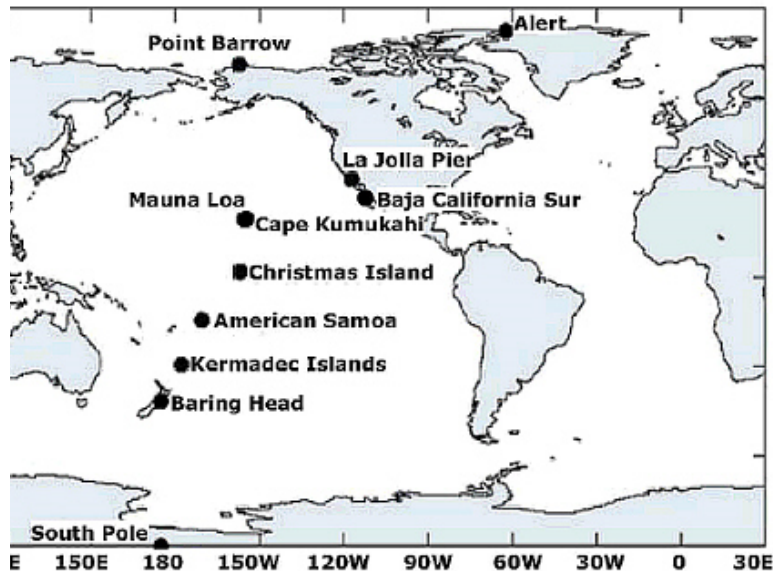 Alert
Point Barrow
La Jolla Pier
Mauna Loa
Baja California Sur
Cape Kumukahi
Christmas Island
American Samoa
Kermadec Islands
Baring Head
South Pole
E 150E 180 150W 120W 90W 60W 30W 0 30E